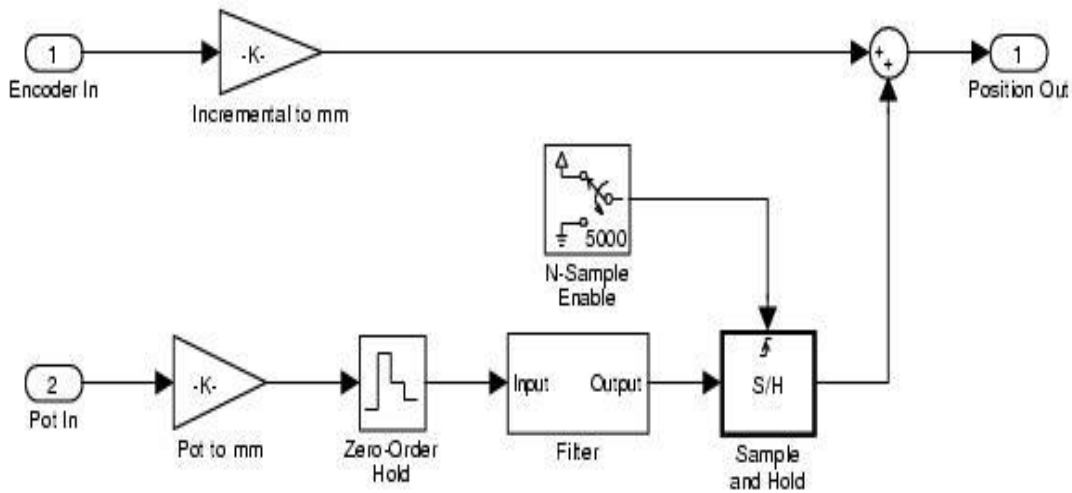 1
Encoder In
-K-
Incremental to mm
+
+
1
Position Out
5000
N-Sample
Enable
2
Pot In
-K-
Pot to mm
Zero-Order
Hold
Input
Output
Filter
S/H
Sample
and Hold